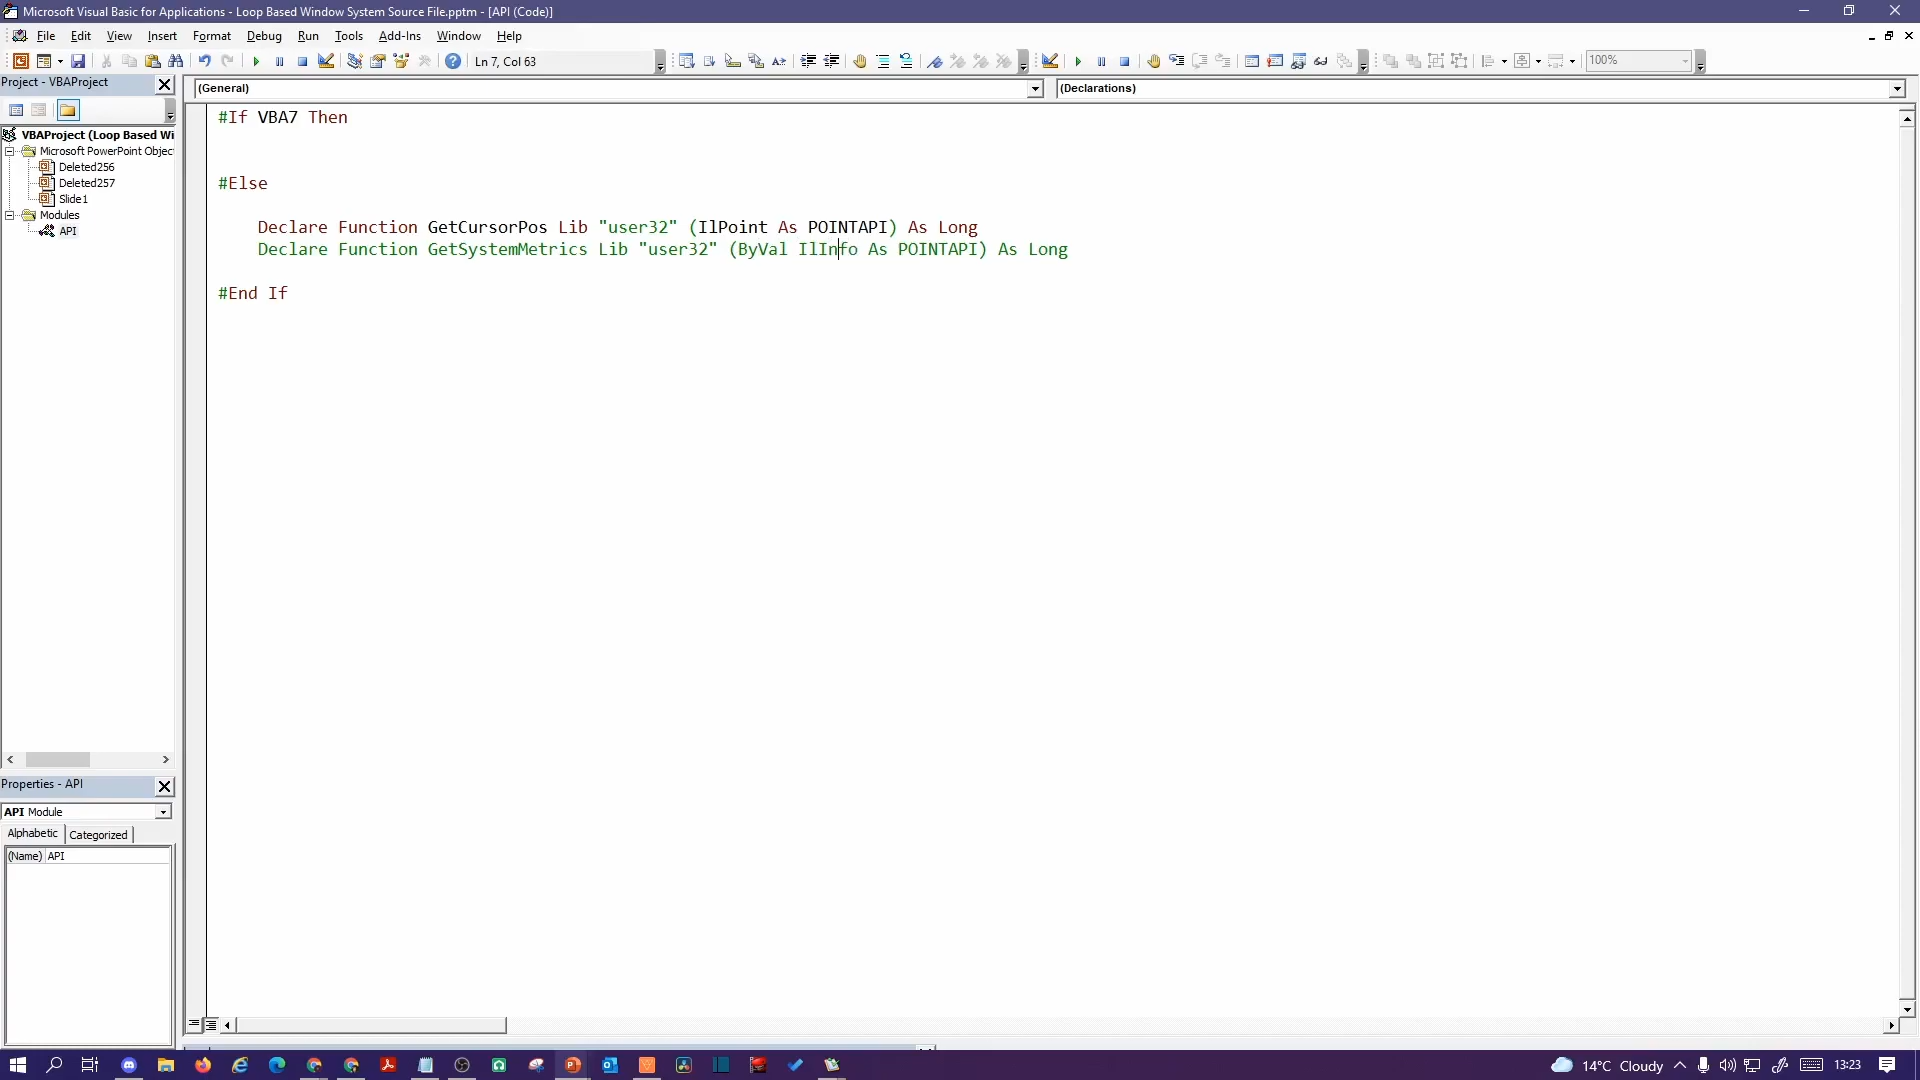 Microsoft Visual Basic for Applications - Loop Based Window System Source File.pptm - [API (Code)]
File Edit View Insert Format Debug Run Tools Add-Ins Window Help
Ln 7, Col 63
100%
Project - VBAProject
(General)
(Declarations)
VBAProject (Loop Based Wi
Microsoft PowerPoint Objec
Deleted256
Deleted257
Slide1
Modules
API
#If VBA7 Then
#Else
Declare Function GetCursorPos Lib "user32" (IlPoint As POINTAPI) As Long
Declare Function GetSystemMetrics Lib "user32" (ByVal IlInfo As POINTAPI) As Long
#End If
Properties - API
API Module
Alphabetic Categorized
(Name) API
14°C Cloudy
13:23